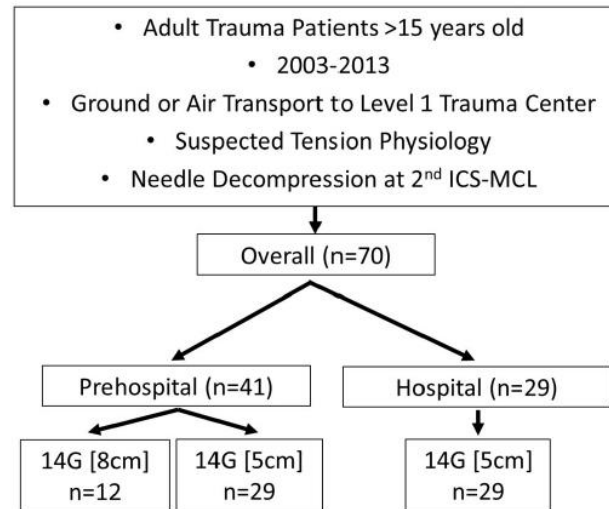 • Adult Trauma Patients >15 years old
• 2003-2013
• Ground or Air Transport to Level 1 Trauma Center
• Suspected Tension Physiology
• Needle Decompression at 2nd ICS-MCL
Overall (n=70)
Prehospital (n=41)
Hospital (n=29)
14G [8cm]
n=12
14G [5cm]
n=29
14G [5cm]
n=29